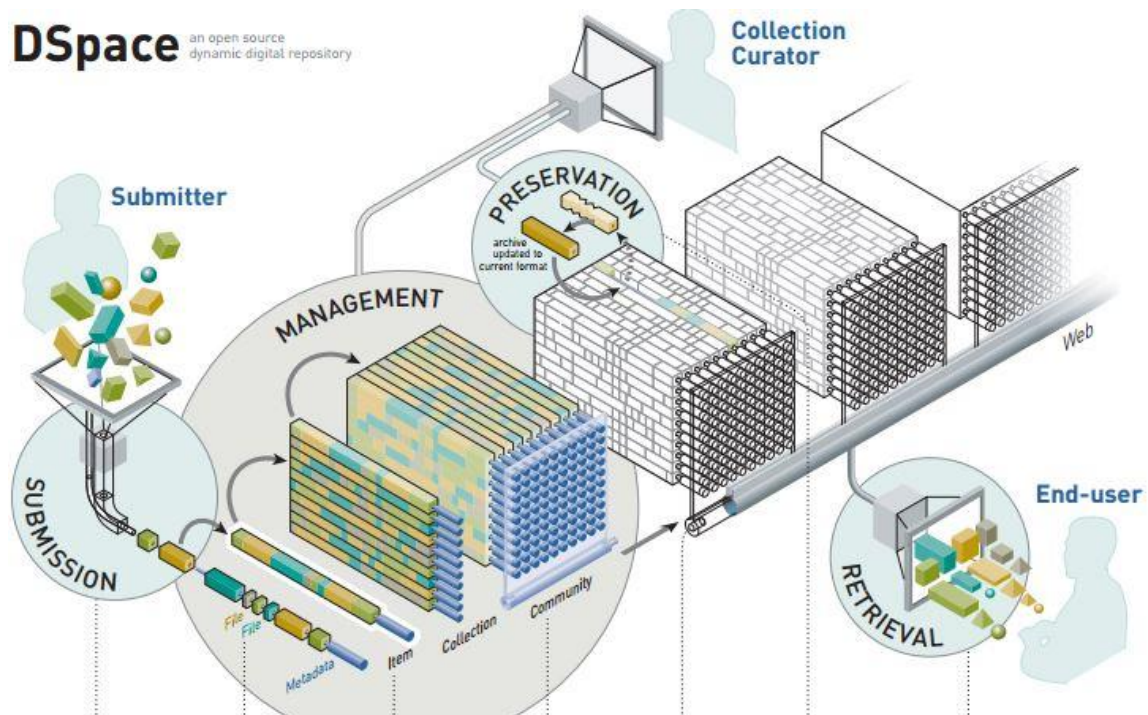 DSpace
an open source
dynamic digital repository
Collection
Curator
Submitter
PRESERVATION
archive
updated to
current format
MANAGEMENT
Web
SUBMISSION
End-user
RETRIEVAL
File
File
Metadata
Item
Collection
Community